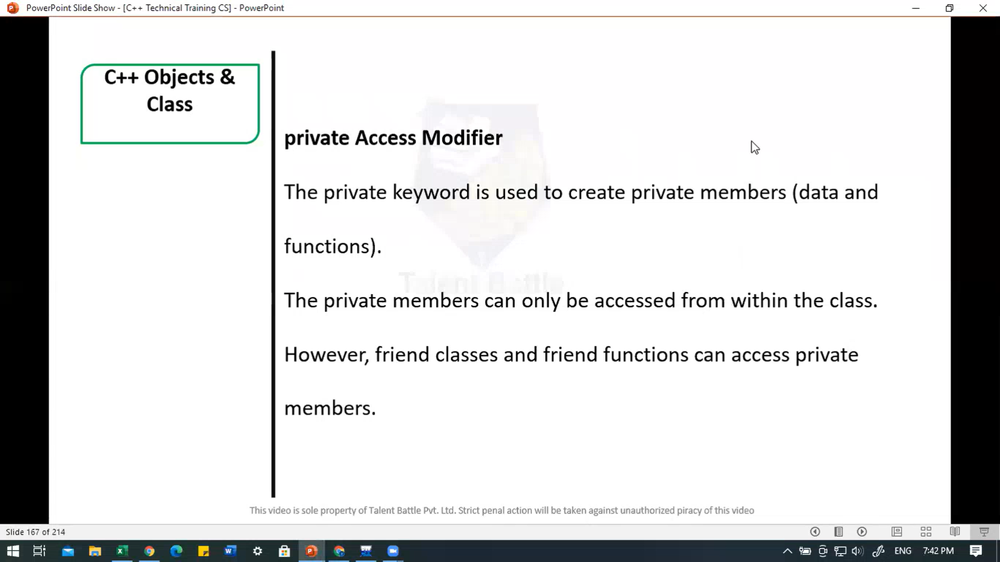 PowerPoint Slide Show - [C++ Technical Training CS] - PowerPoint
C++ Objects &
Class
private Access Modifier
The private keyword is used to create private members (data and
functions).
Talent Battle
The private members can only be accessed from within the class.
However, friend classes and friend functions can access private
members.
This video is sole property of Talent Battle Pvt. Ltd. Strict penal action will be taken against unauthorized piracy of this video
Slide 167 of 214
ENG
7:42 PM